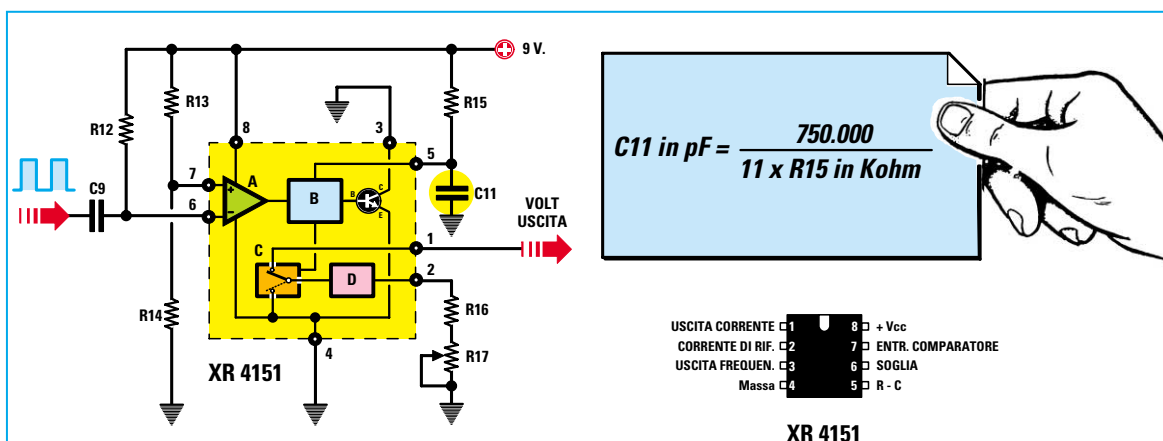 9 V.
R13
R15
R12
8
3
5
7
A
6
B
B
C
E
C11
C9
VOLT
USCITA
1
C
2
D
R14
R16
R17
4
XR 4151
C11 in pF = 750.000
11 x R15 in Kohm
USCITA CORRENTE 1
8 + Vcc
CORRENTE DI RIF. 2
7 ENTR. COMPARATORE
USCITA FREQUEN. 3
6 SOGLIA
Massa 4
5 R - C
XR 4151